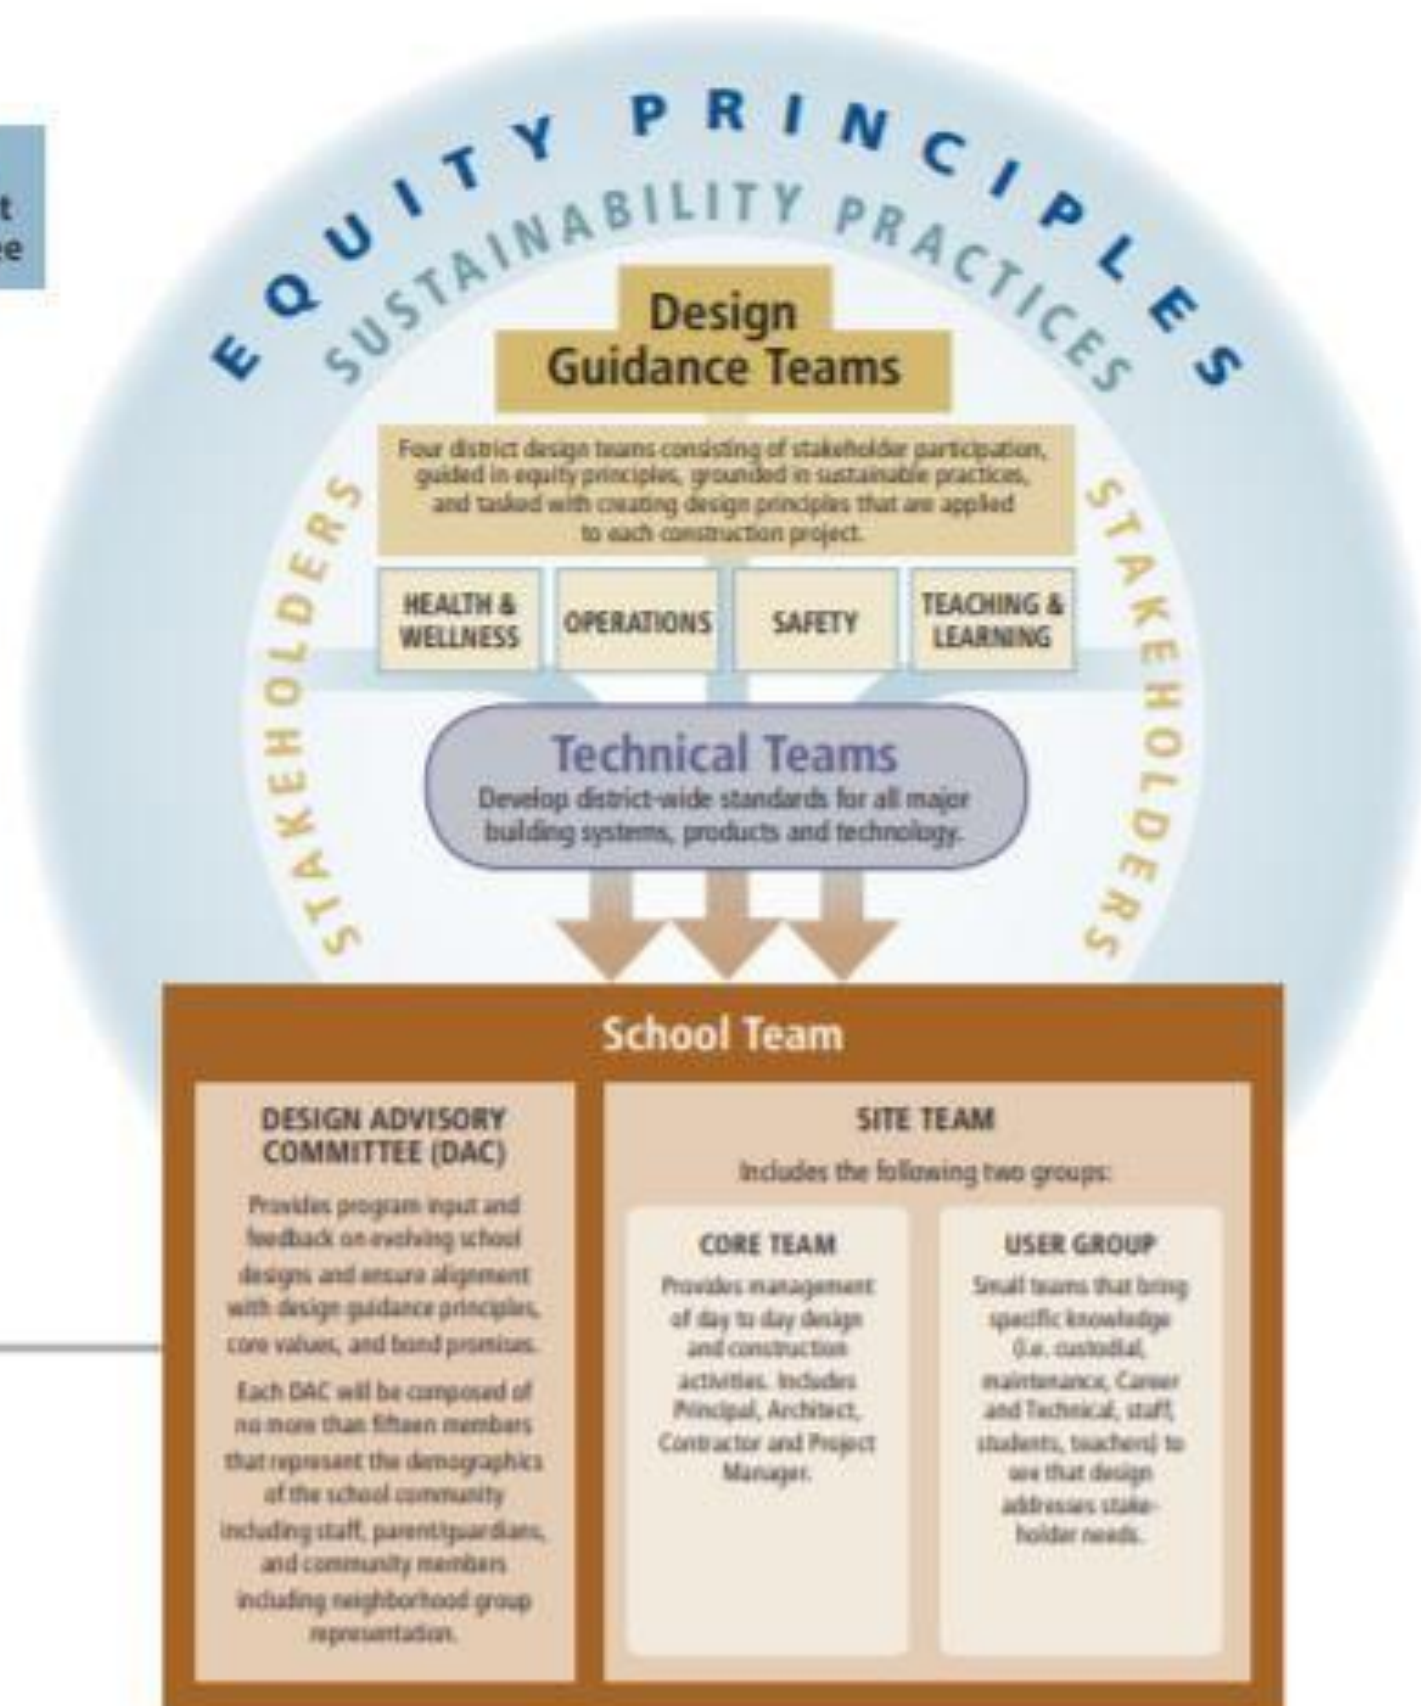 t
ee
EQUITY PRINCIPLES
SUSTAINABILITY PRACTICES
Design
Guidance Teams
Four district design teams consisting of stakeholder participation,
guided in equity principles, grounded in sustainable practices,
and tasked with creating design principles that are applied
to each construction project.
STAKEHOLDERS
STAKEHOLDERS
HEALTH &
WELLNESS
OPERATIONS
SAFETY
TEACHING &
LEARNING
Technical Teams
Develop district-wide standards for all major
building systems, products and technology.
School Team
DESIGN ADVISORY
COMMITTEE (DAC)
Provides program input and
feedback on evolving school
designs and ensure alignment
with design guidance principles,
core values, and bond promises.
Each DAC will be composed of
no more than fifteen members
that represent the demographics
of the school community
including staff, parent/guardians,
and community members
including neighborhood group
representation.
SITE TEAM
Includes the following two groups:
CORE TEAM
Provides management
of day to day design
and construction
activities. Includes
Principal, Architect,
Contractor and Project
Manager.
USER GROUP
Small teams that bring
specific knowledge
(i.e. custodial,
maintenance, Career
and Technical, staff,
students, teachers) to
see that design
addresses stake-
holder needs.